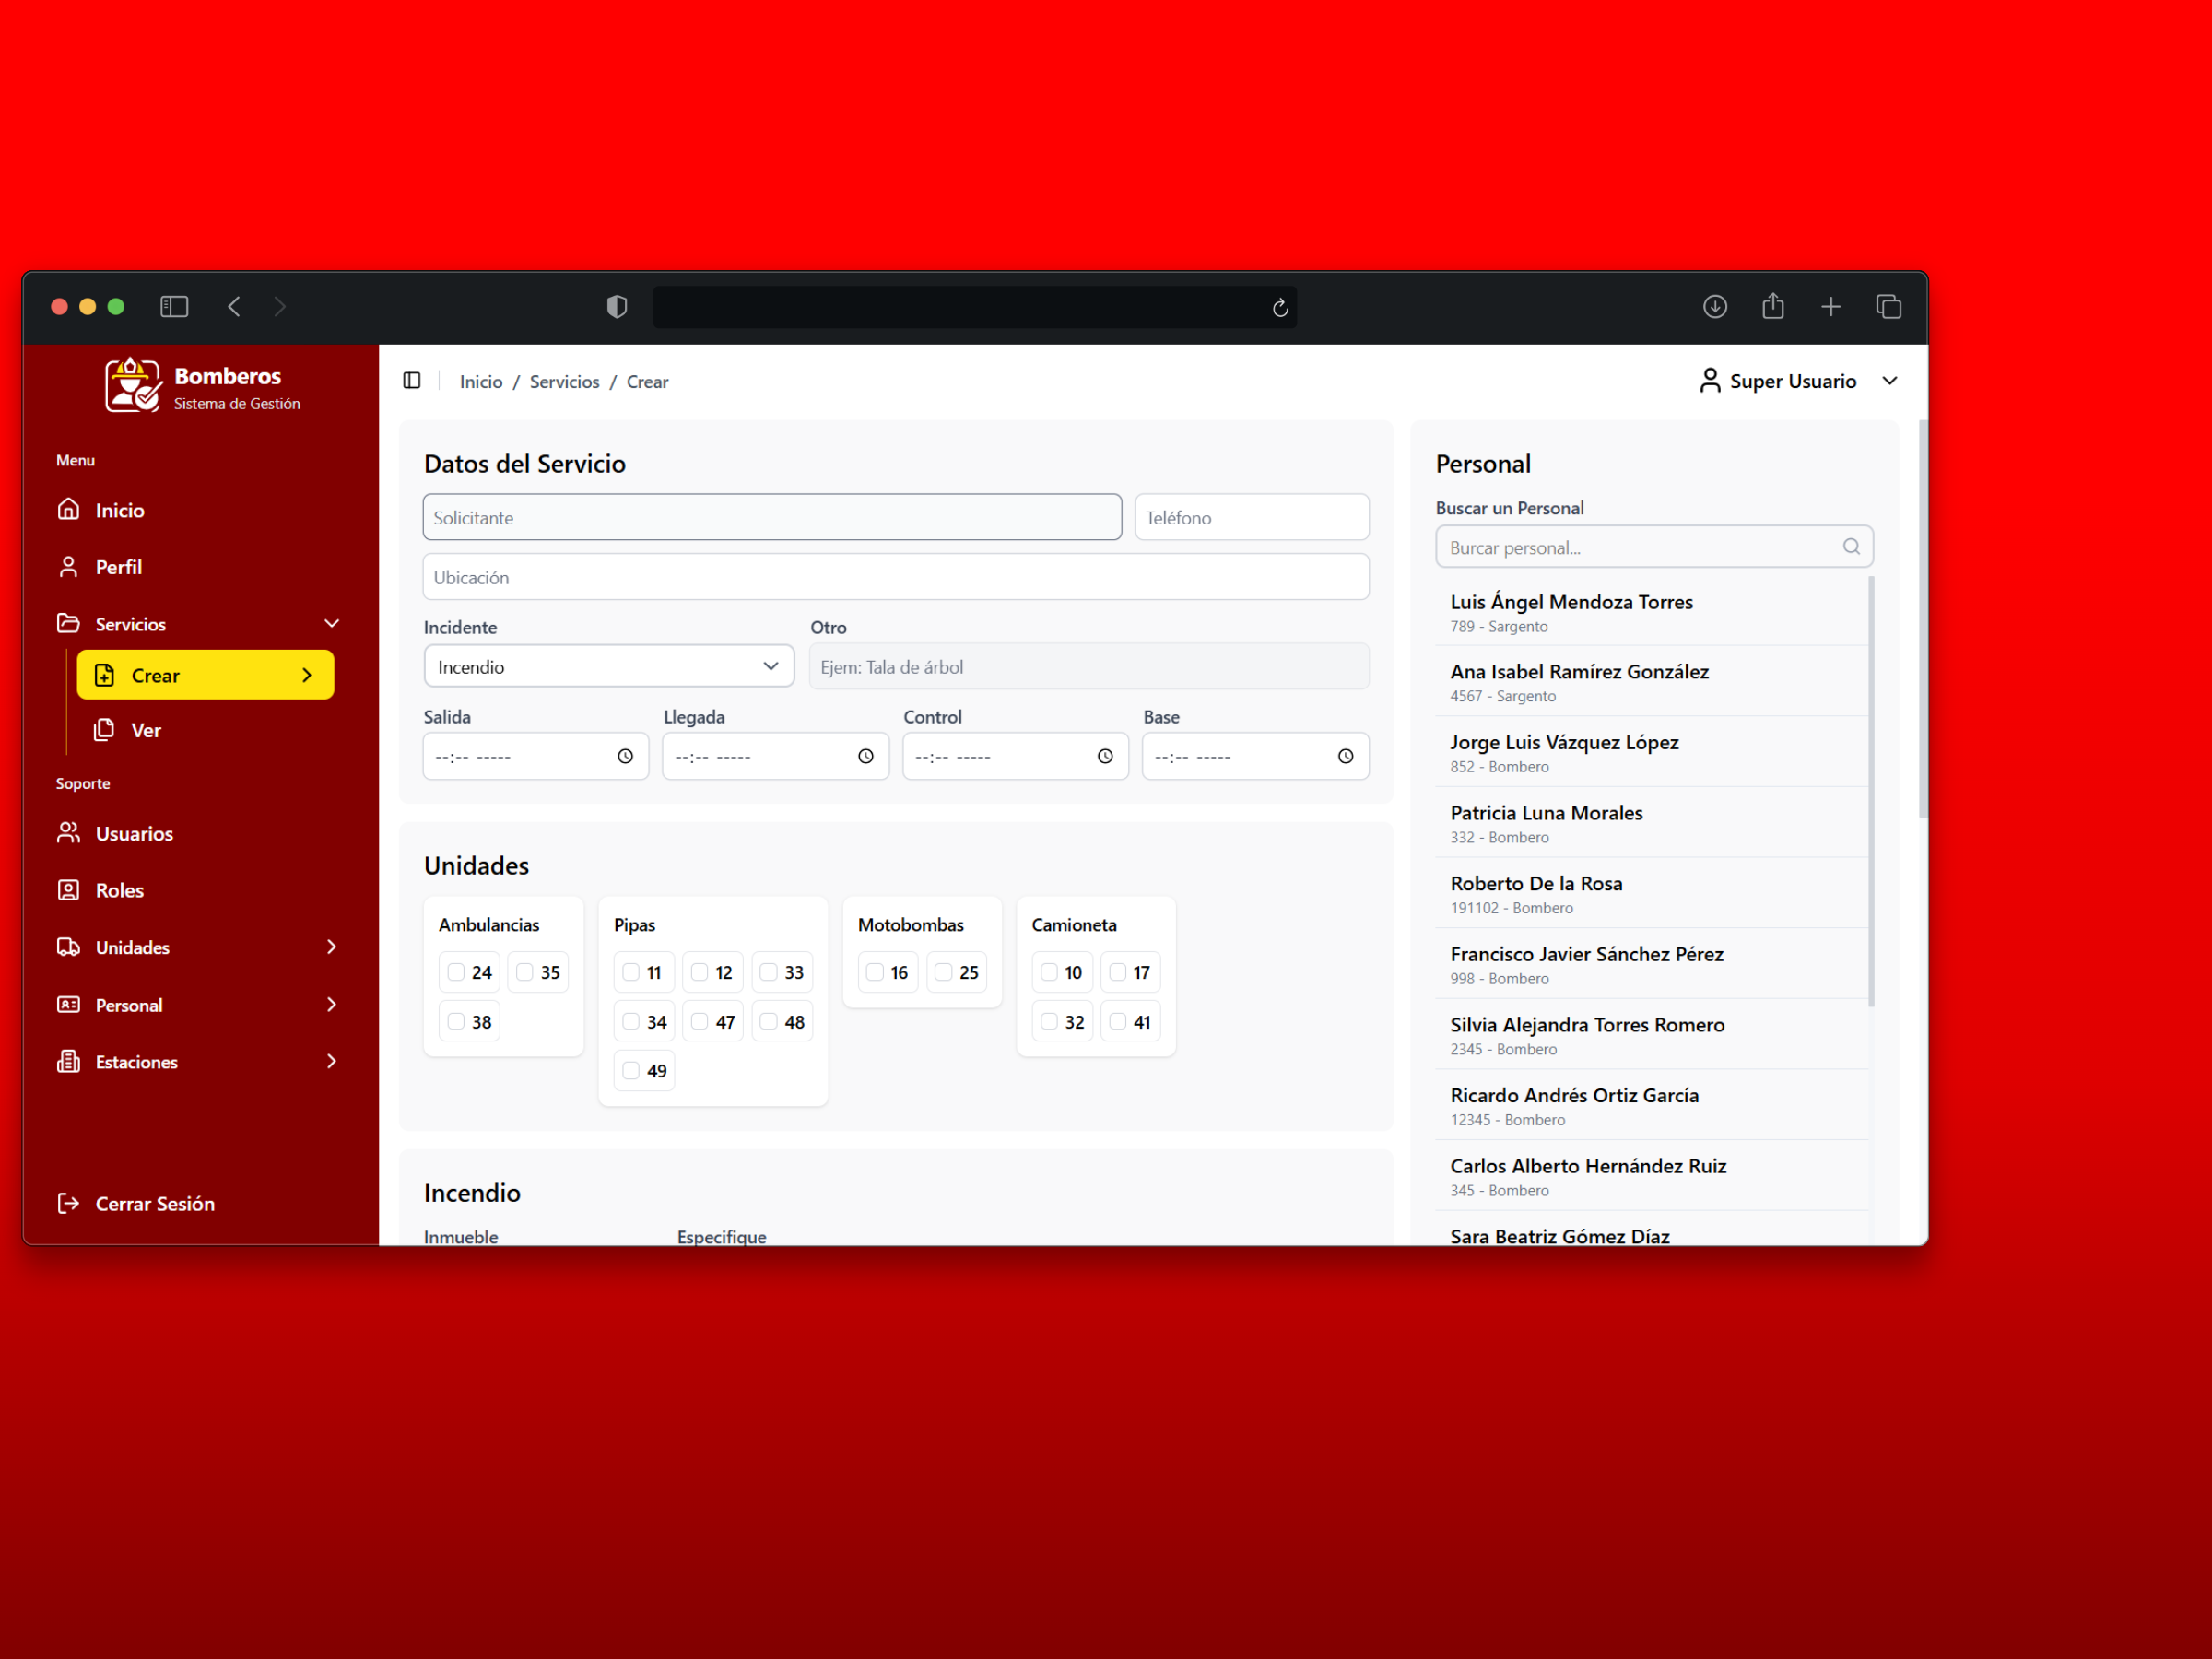 Bomberos
Sistema de Gestión
Menu
Inicio
Perfil
Servicios
Crear
Ver
Soporte
Usuarios
Roles
Unidades
Personal
Estaciones
Cerrar Sesión
Inicio / Servicios / Crear
Super Usuario
Datos del Servicio
Solicitante
Teléfono
Ubicación
Incidente
Otro
Incendio
Ejem: Tala de árbol
Salida
Llegada
Control
Base
--:-- -----
--:-- -----
--:-- -----
--:-- -----
Unidades
Ambulancias
24 35
38
Pipas
11 12 33
34 47 48
49
Motobombas
16 25
Camioneta
10 17
32 41
Incendio
Inmueble
Especifique
Personal
Buscar un Personal
Burcar personal...
Luis Ángel Mendoza Torres
789 - Sargento
Ana Isabel Ramírez González
4567 - Sargento
Jorge Luis Vázquez López
852 - Bombero
Patricia Luna Morales
332 - Bombero
Roberto De la Rosa
191102 - Bombero
Francisco Javier Sánchez Pérez
998 - Bombero
Silvia Alejandra Torres Romero
2345 - Bombero
Ricardo Andrés Ortiz García
12345 - Bombero
Carlos Alberto Hernández Ruiz
345 - Bombero
Sara Beatriz Gómez Díaz